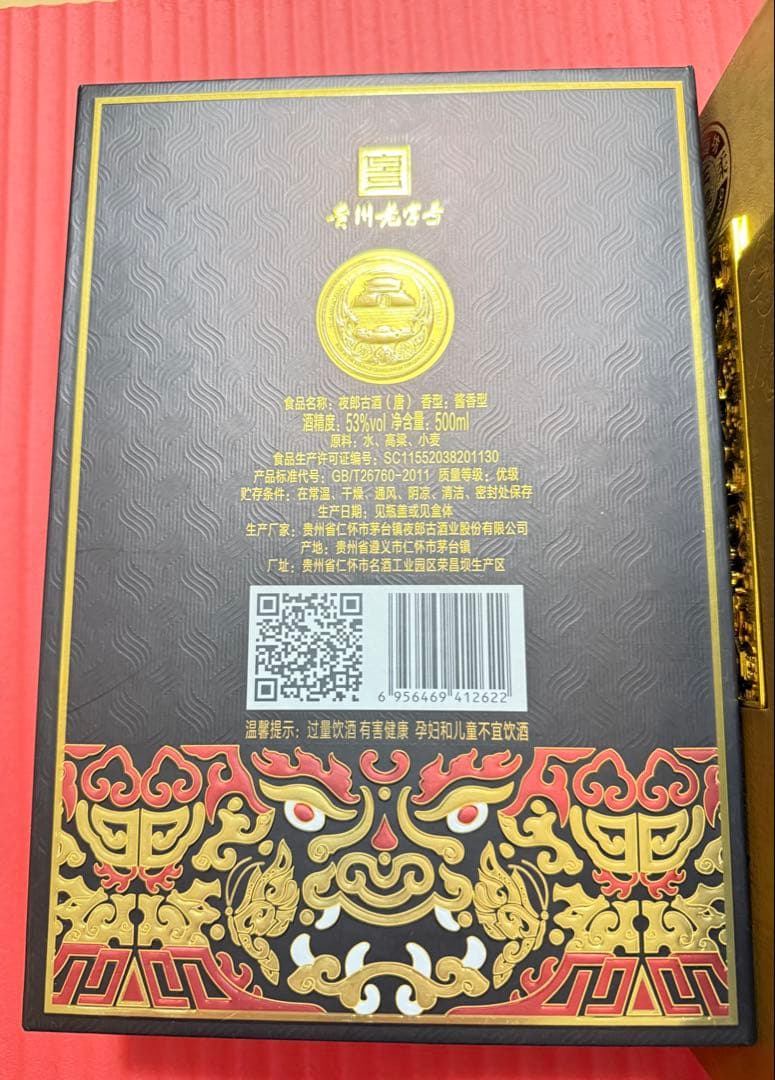 贵州老字号
食品名称：夜郎古酒（唐） 香型：酱香型
酒精度：53%vol 净含量：500ml
原料：水、高粱、小麦
食品生产许可证编号：SC11552038201130
产品标准代号：GB/T26760-2011 质量等级：优级
贮存条件：在常温、干燥、通风、阴凉、清洁、密封处保存
生产日期：见瓶盖或见盒体
生产厂家：贵州省仁怀市茅台镇夜郎古酒业股份有限公司
产地：贵州省遵义市仁怀市茅台镇
厂址：贵州省仁怀市名酒工业园区荣昌坝生产区
6 956469 412622
温馨提示：过量饮酒 有害健康 孕妇和儿童不宜饮酒